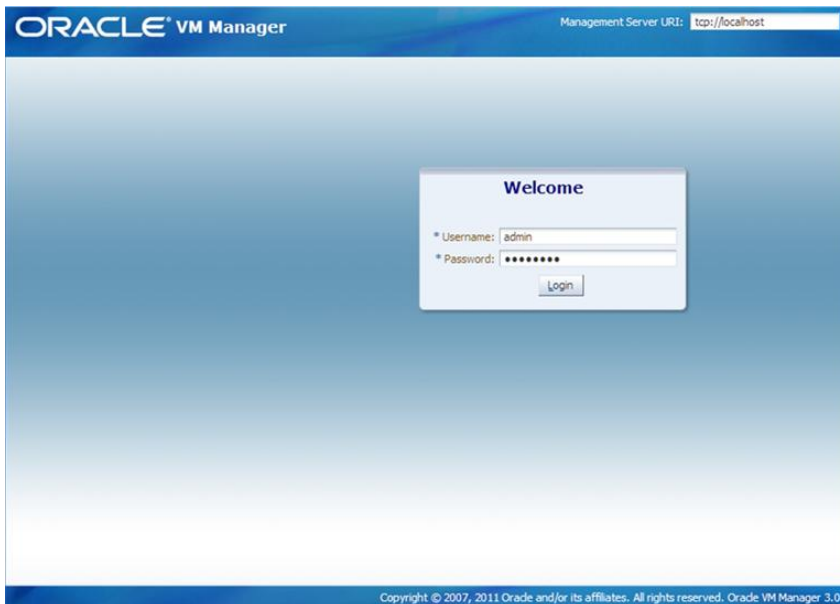 ORACLE® VM Manager
Management Server URI: tcp://localhost
Welcome
* Username: admin
* Password: ••••••••
Login
Copyright © 2007, 2011 Oracle and/or its affiliates. All rights reserved. Oracle VM Manager 3.0